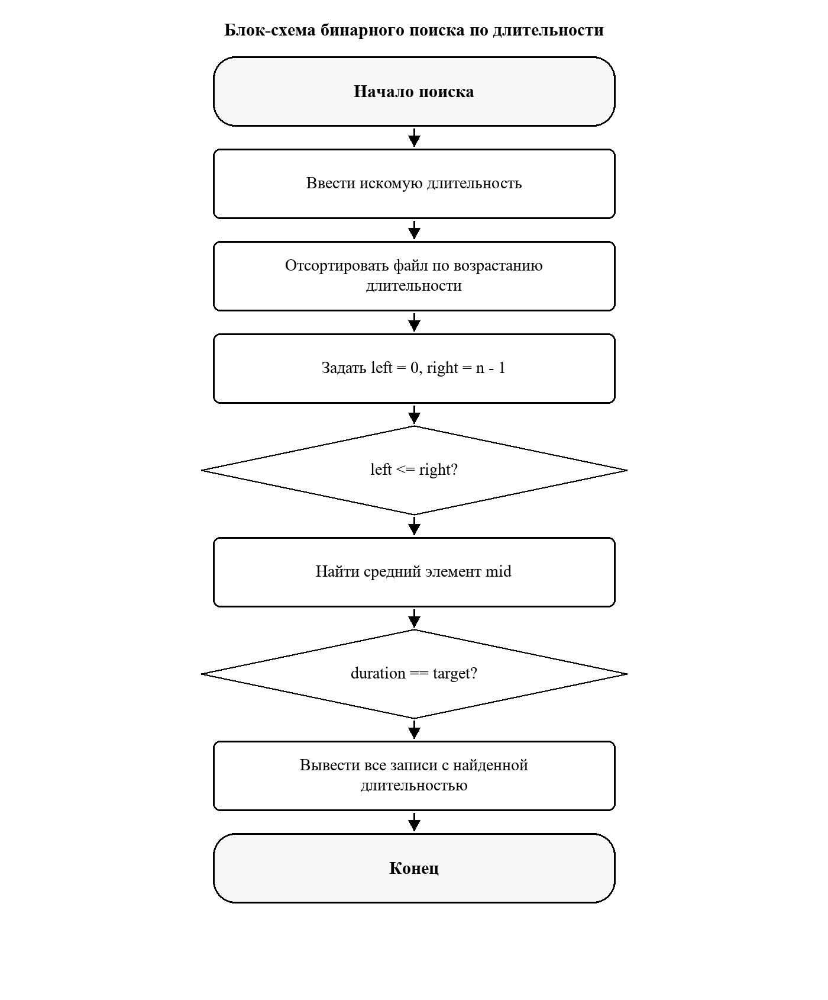 Блок-схема бинарного поиска по длительности
Начало поиска
Ввести искомую длительность
Отсортировать файл по возрастанию
длительности
Задать left = 0, right = n - 1
left <= right?
Найти средний элемент mid
duration == target?
Вывести все записи с найденной
длительностью
Конец